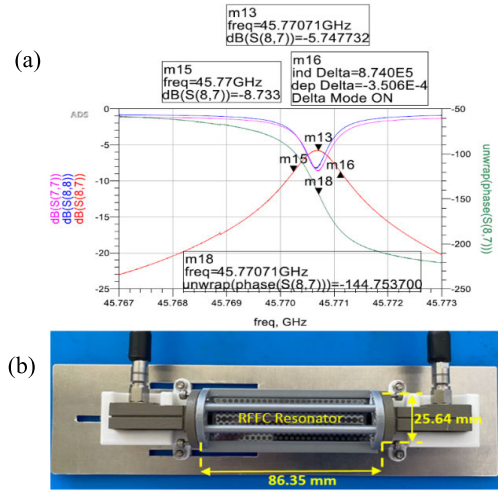 (a)
m13
freq=45.77071GHz
dB(S(8,7))=-5.747732
m15
freq=45.77GHz
dB(S(8,7))=-8.733
m16
ind Delta=8.740E5
dep Delta=-3.506E-4
Delta Mode ON
ADS
dB(S(7,7))
dB(S(8,8))
dB(S(8,7))
0
-5
-10
-15
-20
-25
m13
m15
m16
m18
-50
-100
-150
-200
-250
unwrap(phase(S(8,7)))
m18
freq=45.77071GHz
unwrap(phase(S(8,7)))=-144.753700
45.767 45.768 45.769 45.770 45.771 45.772 45.773
freq, GHz
(b)
RFFC Resonator
25.64 mm
86.35 mm